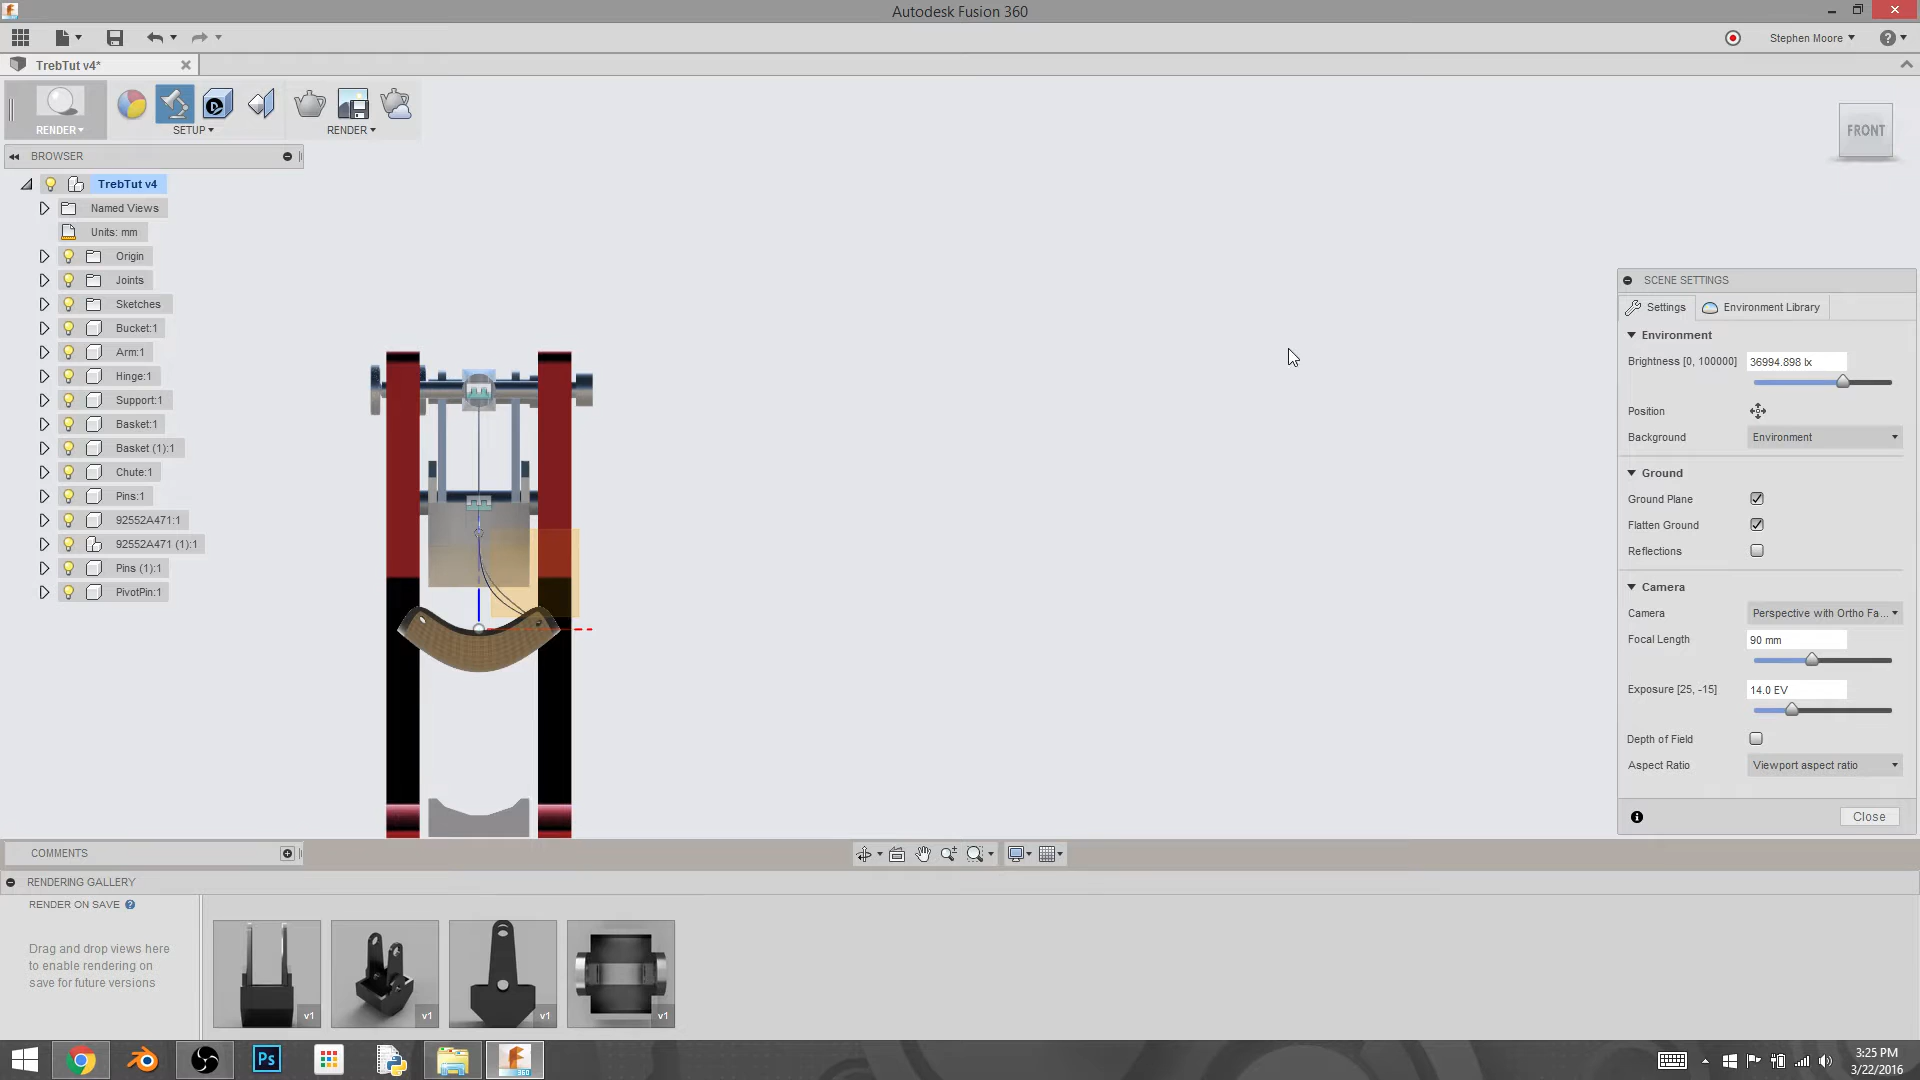 Autodesk Fusion 360
Stephen Moore
TrebTut v4*
RENDER
SETUP
RENDER
FRONT
BROWSER
TrebTut v4
Named Views
Units: mm
Origin
Joints
Sketches
Bucket:1
Arm:1
Hinge:1
Support:1
Basket:1
Basket (1):1
Chute:1
Pins:1
92552A471:1
92552A471 (1):1
Pins (1):1
PivotPin:1
SCENE SETTINGS
Settings
Environment Library
Environment
Brightness [0, 100000]
36994.898 lx
Position
Background
Environment
Ground
Ground Plane
Flatten Ground
Reflections
Camera
Camera
Perspective with Ortho Fa...
Focal Length
90 mm
Exposure [25, -15]
14.0 EV
Depth of Field
Aspect Ratio
Viewport aspect ratio
Close
COMMENTS
RENDERING GALLERY
RENDER ON SAVE
Drag and drop views here
to enable rendering on
save for future versions
v1
v1
v1
v1
Ps
360
3:25 PM
3/22/2016